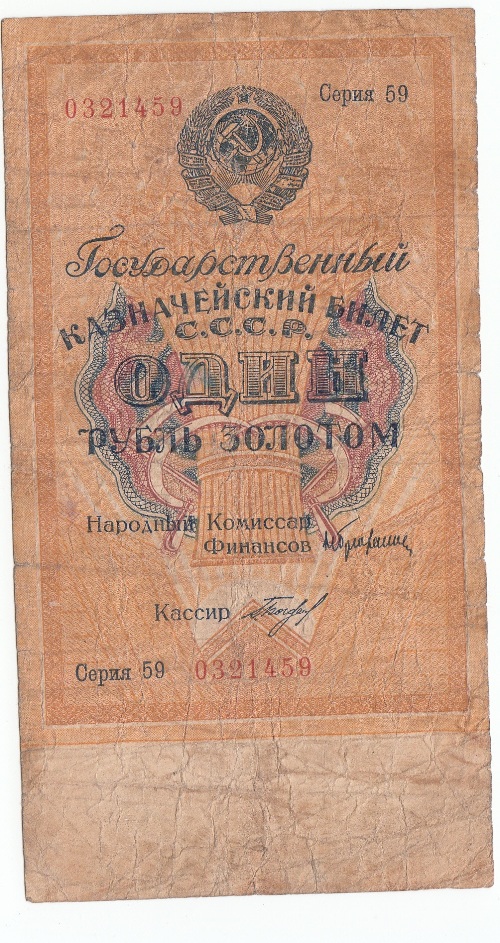 0321459
Серия 59
Государственный
КАЗНАЧЕЙСКИЙ БИЛЕТ
С.С.С.Р.
ОДИН
РУБЛЬ ЗОЛОТОМ
Народный Комиссар
Финансов
Кассир
Серия 59 0321459